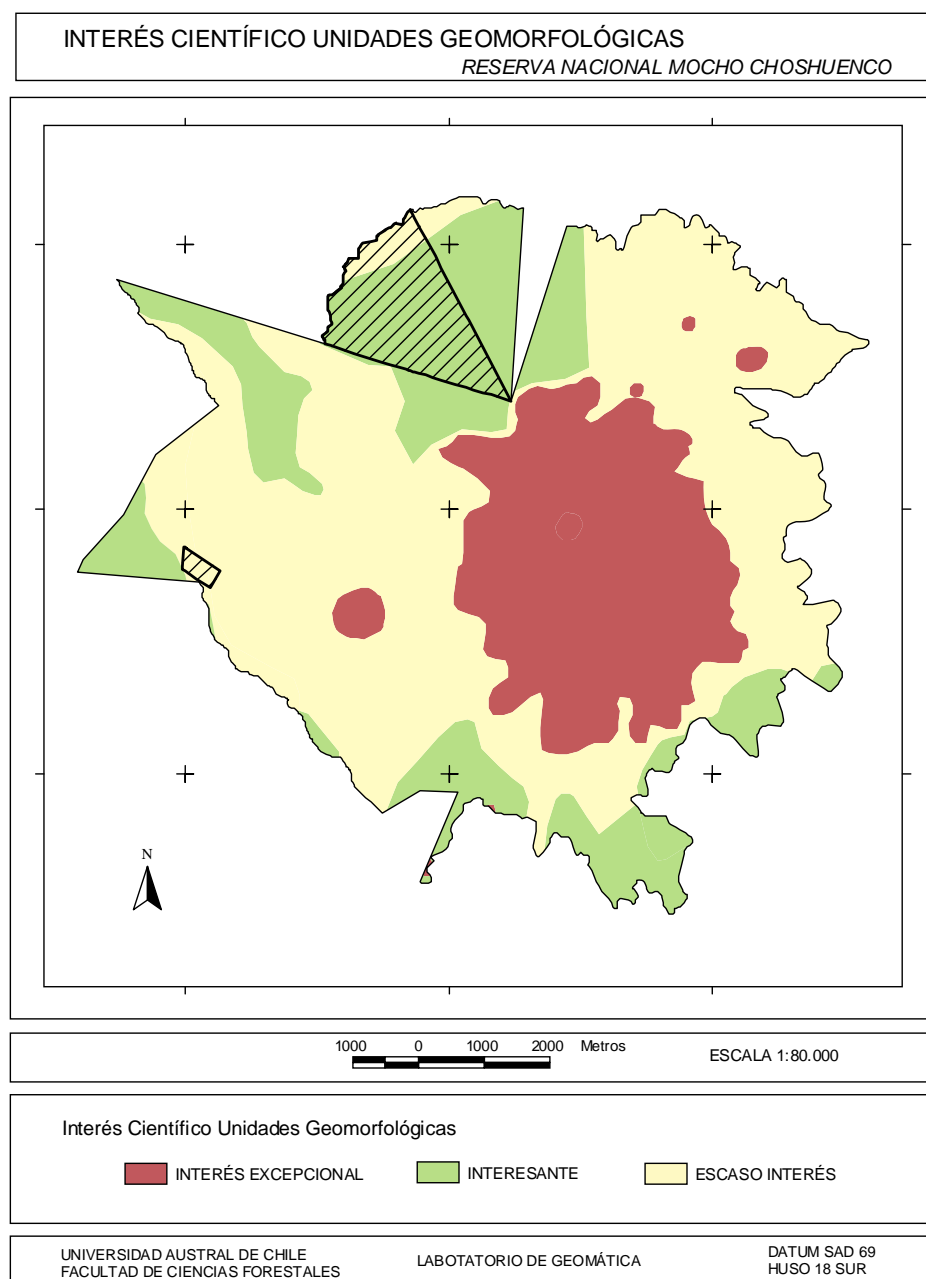 INTERÉS CIENTÍFICO UNIDADES GEOMORFOLÓGICAS
RESERVA NACIONAL MOCHO CHOSHUENCO
N
1000 0 1000 2000 Metros
ESCALA 1:80.000
Interés Científico Unidades Geomorfológicas
INTERÉS EXCEPCIONAL
INTERESANTE
ESCASO INTERÉS
UNIVERSIDAD AUSTRAL DE CHILE
FACULTAD DE CIENCIAS FORESTALES
LABOTATORIO DE GEOMÁTICA
DATUM SAD 69
HUSO 18 SUR